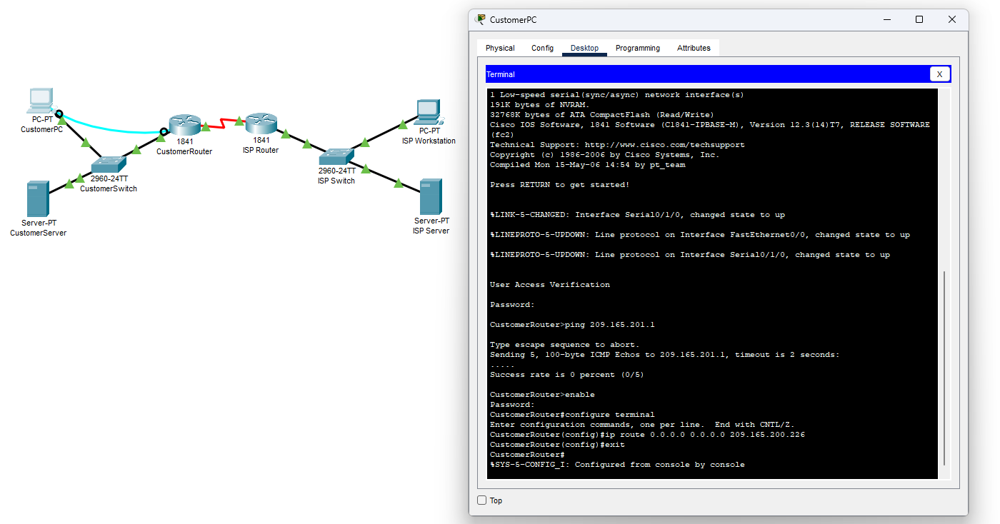 PC-PT
CustomerPC
1841
CustomerRouter
1841
ISP Router
PC-PT
ISP Workstation
2960-24TT
CustomerSwitch
2960-24TT
ISP Switch
Server-PT
CustomerServer
Server-PT
ISP Server
CustomerPC
Physical Config Desktop Programming Attributes
Terminal X
1 Low-speed serial(sync/async) network interface(s)
191K bytes of NVRAM.
32768K bytes of ATA CompactFlash (Read/Write)
Cisco IOS Software, 1841 Software (C1841-IPBASE-M), Version 12.3(14)T7, RELEASE SOFTWARE
(fc2)
Technical Support: http://www.cisco.com/techsupport
Copyright (c) 1986-2006 by Cisco Systems, Inc.
Compiled Mon 15-May-06 14:54 by pt_team
Press RETURN to get started!
%LINK-5-CHANGED: Interface Serial0/1/0, changed state to up
%LINEPROTO-5-UPDOWN: Line protocol on Interface FastEthernet0/0, changed state to up
%LINEPROTO-5-UPDOWN: Line protocol on Interface Serial0/1/0, changed state to up
User Access Verification
Password:
CustomerRouter>ping 209.165.201.1
Type escape sequence to abort.
Sending 5, 100-byte ICMP Echos to 209.165.201.1, timeout is 2 seconds:
.....
Success rate is 0 percent (0/5)
CustomerRouter>enable
Password:
CustomerRouter#configure terminal
Enter configuration commands, one per line.  End with CNTL/Z.
CustomerRouter(config)#ip route 0.0.0.0 0.0.0.0 209.165.200.226
CustomerRouter(config)#exit
CustomerRouter#
%SYS-5-CONFIG_I: Configured from console by console
Top